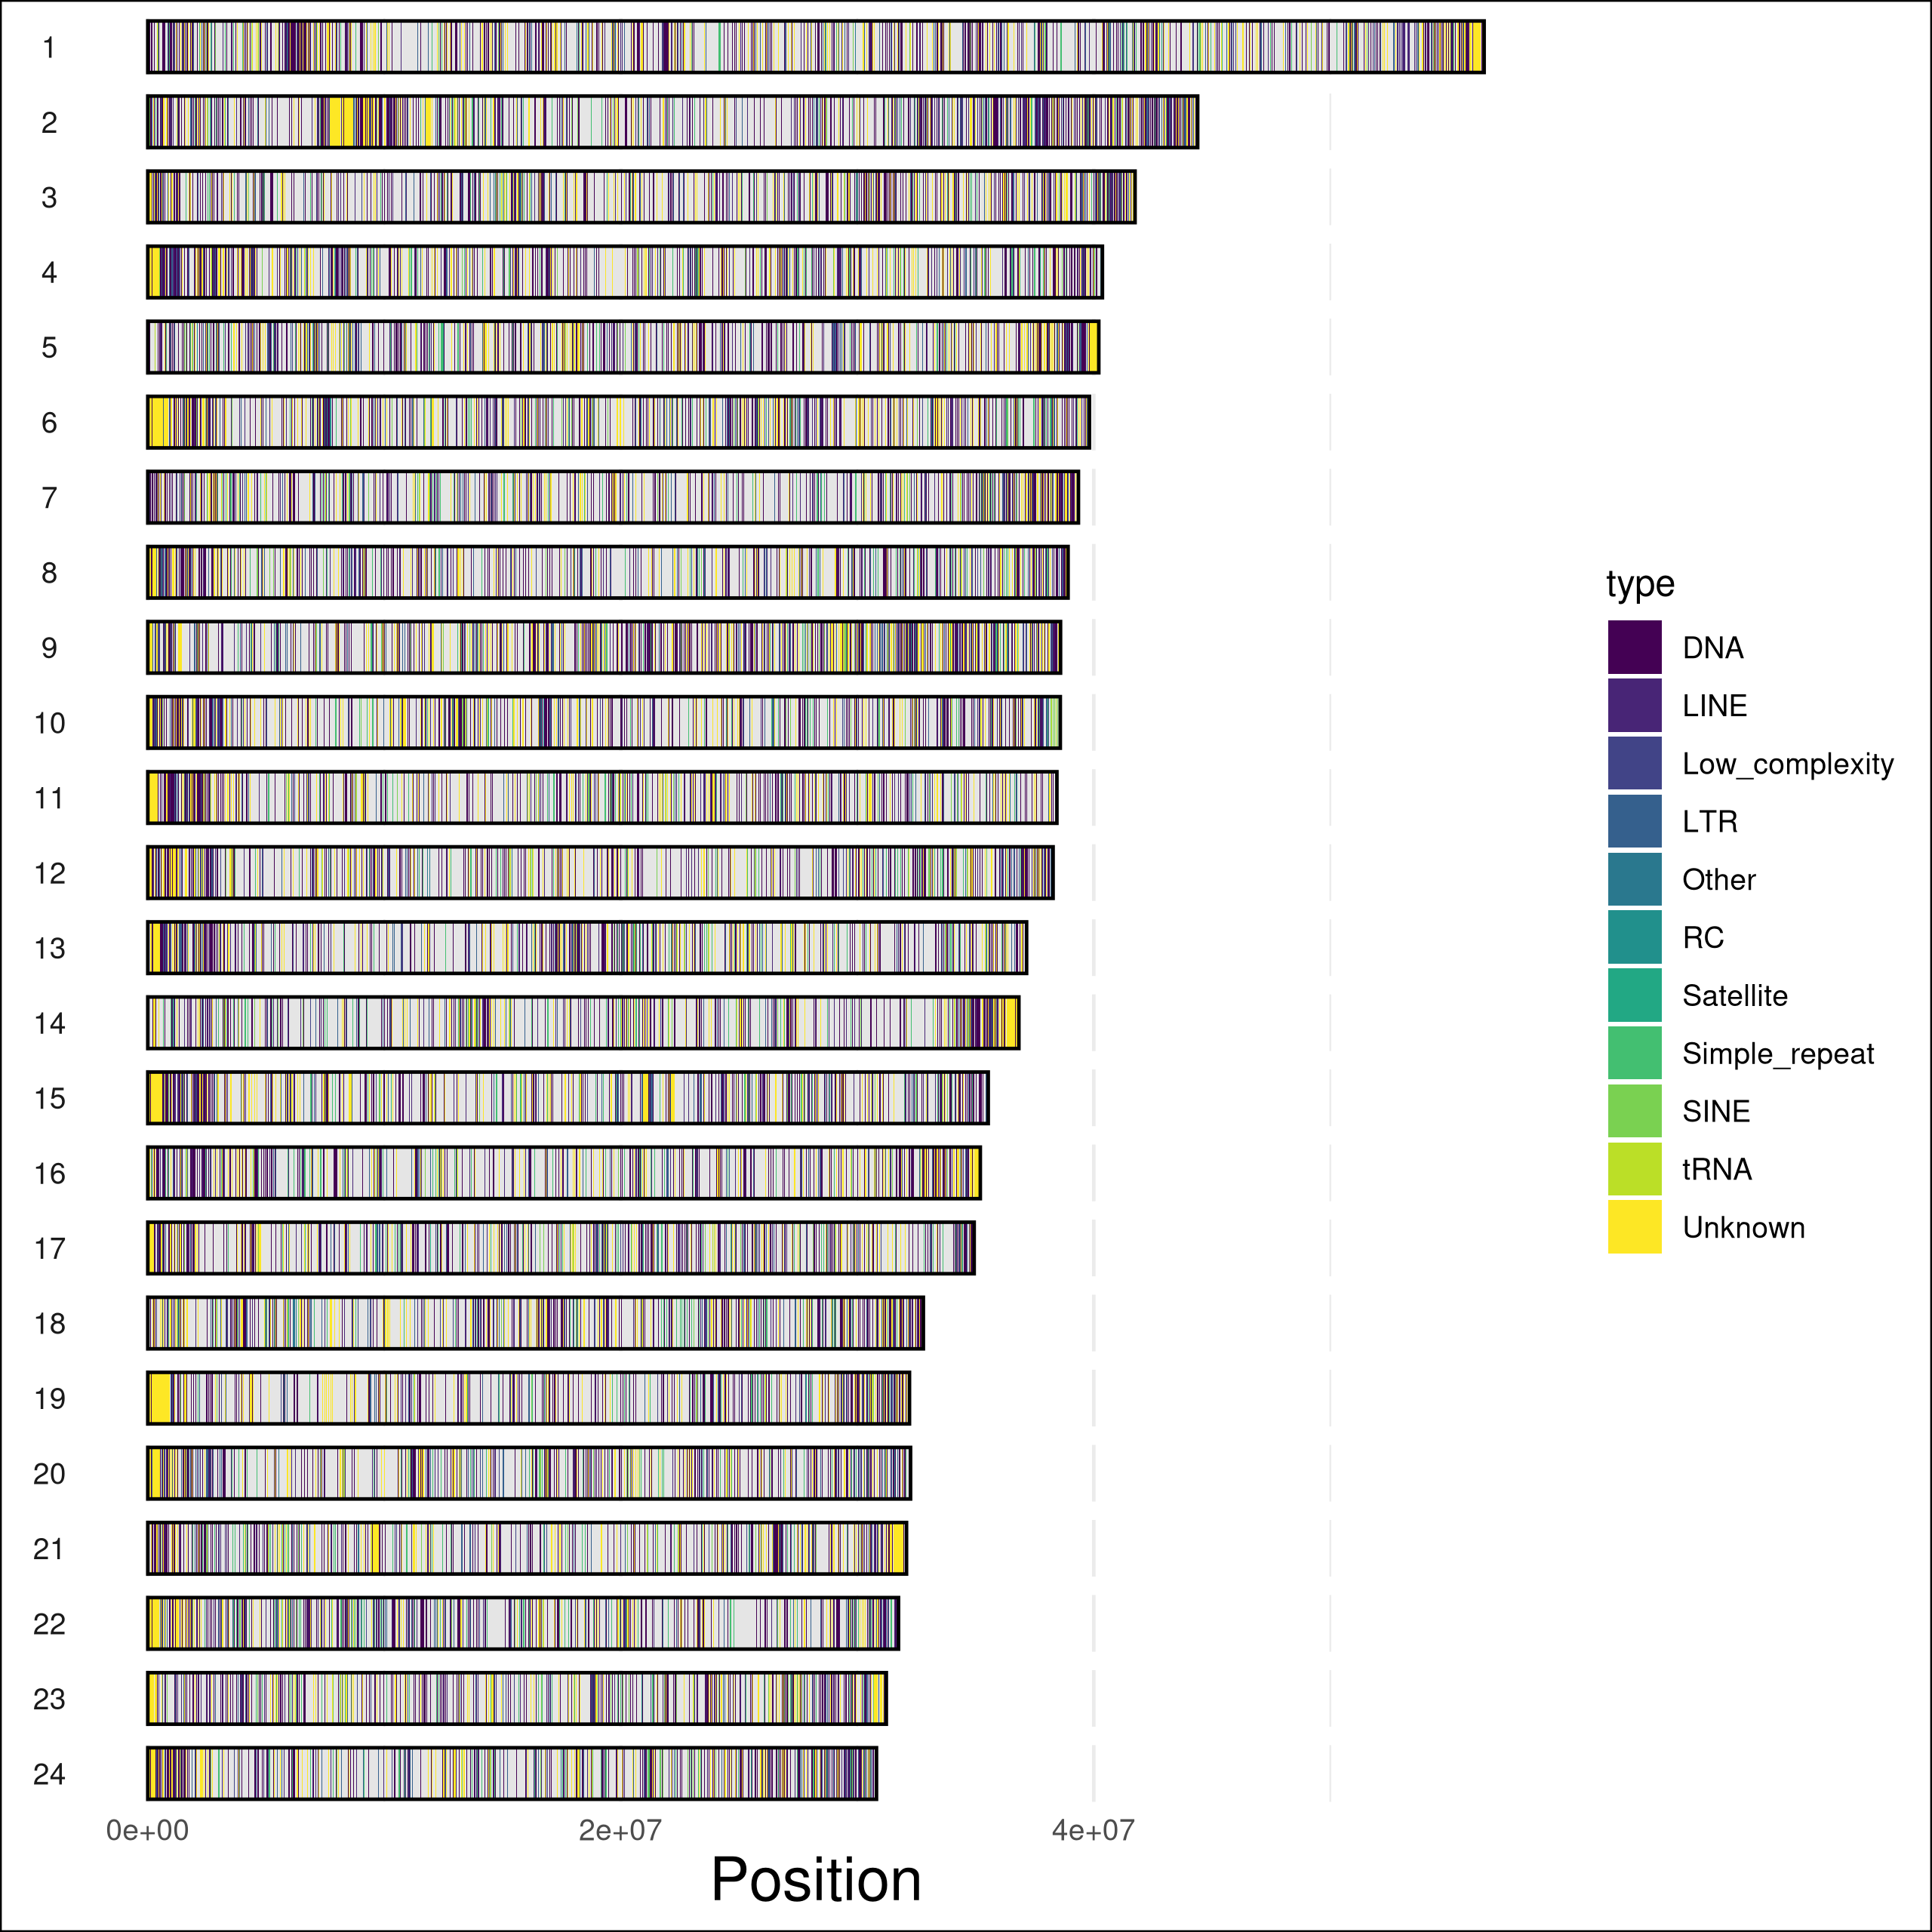 1
2
3
4
5
6
7
8
9
10
11
12
13
14
15
16
17
18
19
20
21
22
23
24
0e+00 2e+07 4e+07
Position
type
DNA
LINE
Low_complexity
LTR
Other
RC
Satellite
Simple_repeat
SINE
tRNA
Unknown